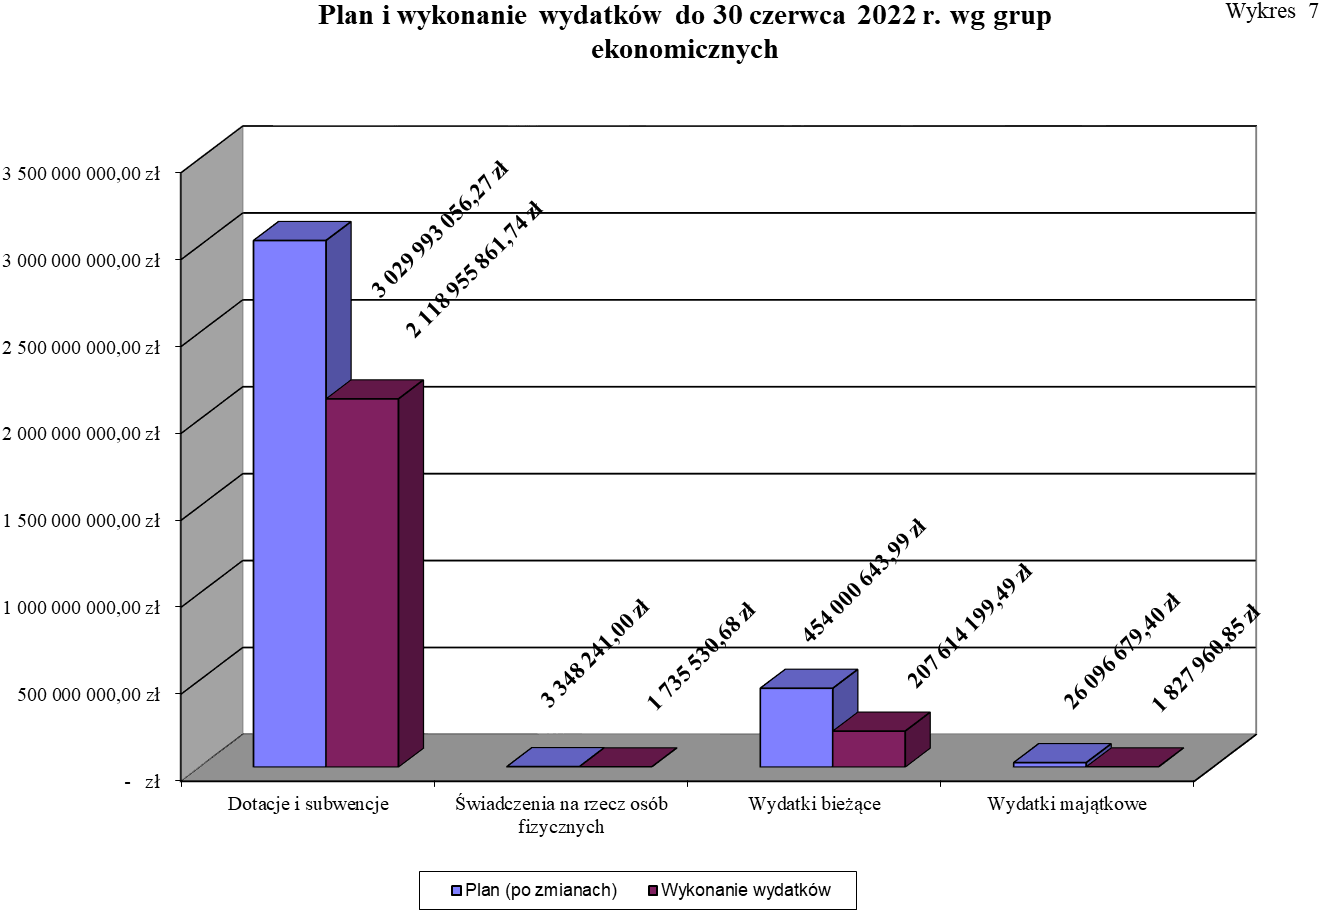 Plan i wykonanie wydatków do 30 czerwca 2022 r. wg grup
ekonomicznych
Wykres 7
3 500 000 000,00 zł
3 000 000 000,00 zł
2 500 000 000,00 zł
2 000 000 000,00 zł
1 500 000 000,00 zł
1 000 000 000,00 zł
500 000 000,00 zł
- zł
3 029 993 056,27 zł
2 118 955 861,74 zł
3 348 241,00 zł
1 735 530,68 zł
454 000 643,99 zł
207 614 199,49 zł
26 096 679,40 zł
1 827 960,85 zł
Dotacje i subwencje
Świadczenia na rzecz osób
fizycznych
Wydatki bieżące
Wydatki majątkowe
Plan (po zmianach)
Wykonanie wydatków